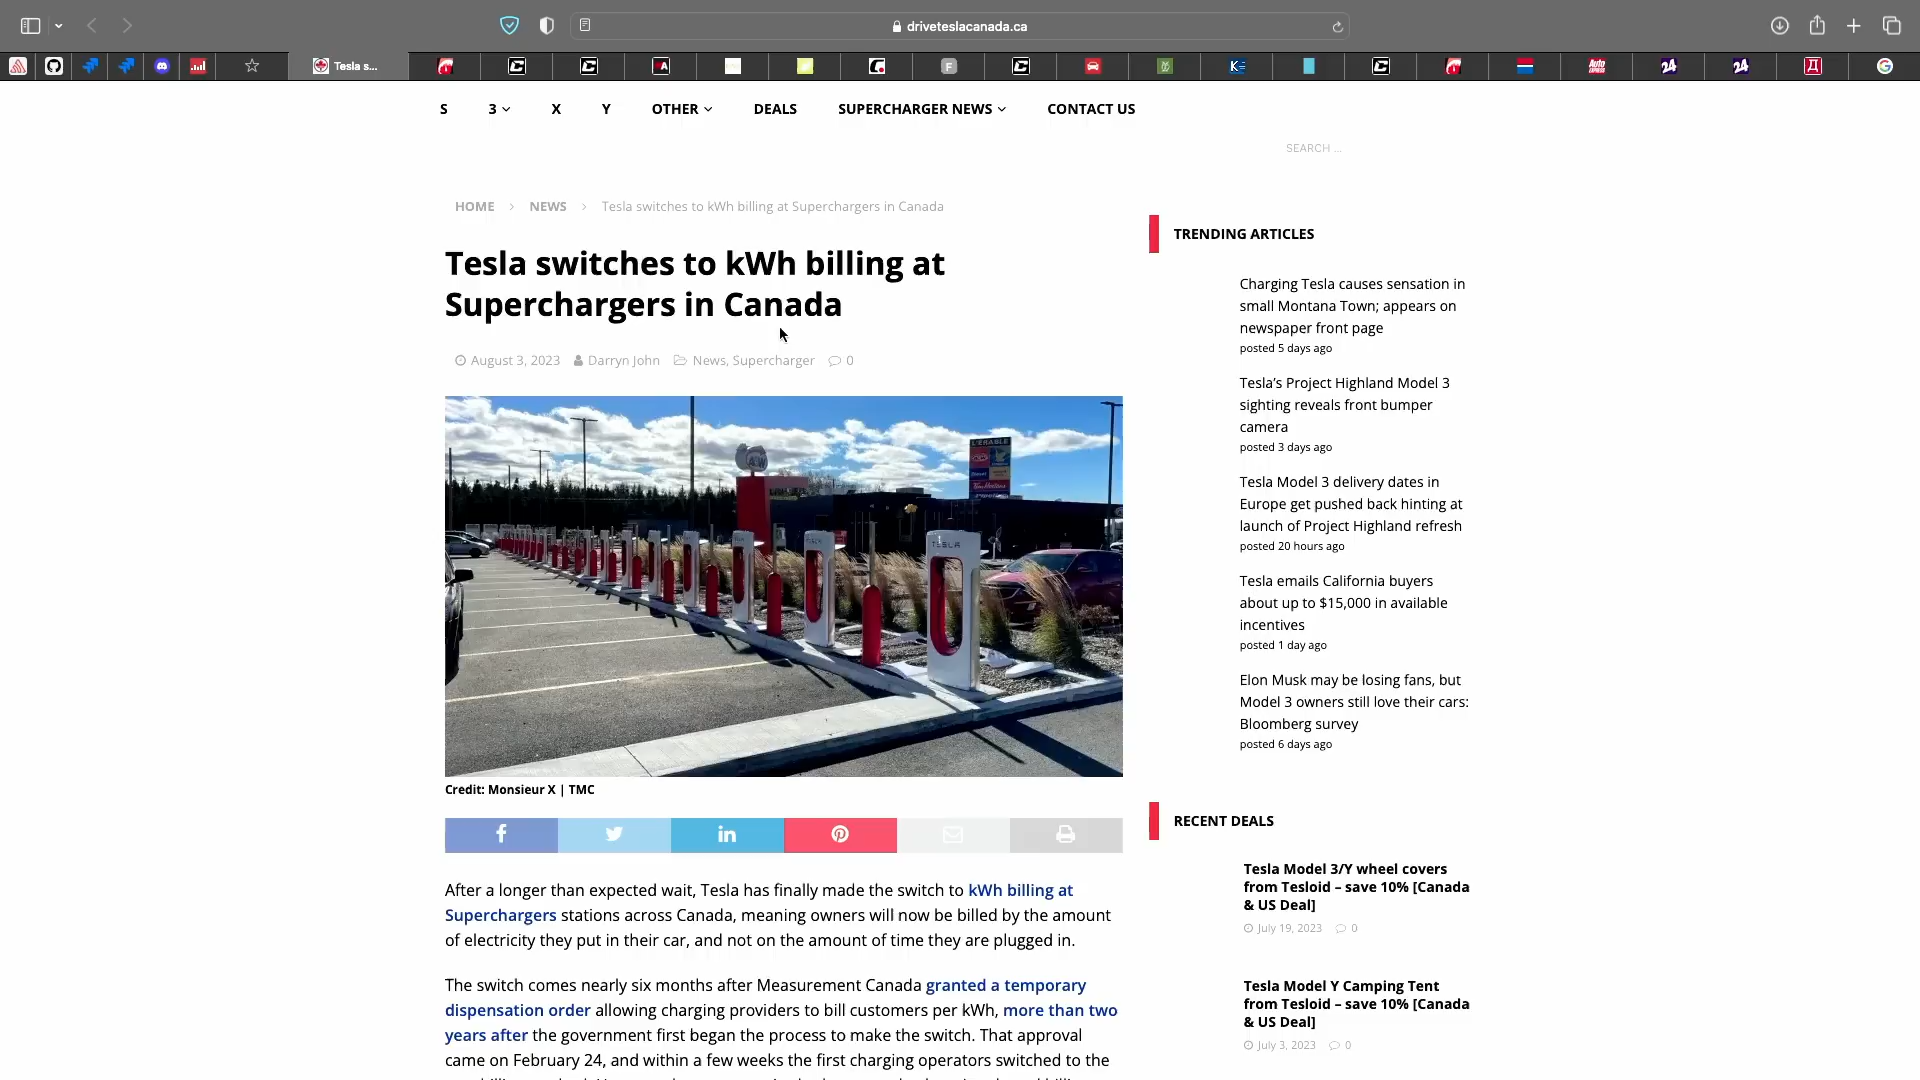 driveteslacanada.ca
Tesla s...
S 3 X Y OTHER DEALS SUPERCHARGER NEWS CONTACT US
SEARCH ...
HOME NEWS Tesla switches to kWh billing at Superchargers in Canada
Tesla switches to kWh billing at
Superchargers in Canada
August 3, 2023 Darryn John News, Supercharger 0
L'ERABLE
TESLA
Credit: Monsieur X | TMC
After a longer than expected wait, Tesla has finally made the switch to kWh billing at
Superchargers stations across Canada, meaning owners will now be billed by the amount
of electricity they put in their car, and not on the amount of time they are plugged in.
The switch comes nearly six months after Measurement Canada granted a temporary
dispensation order allowing charging providers to bill customers per kWh, more than two
years after the government first began the process to make the switch. That approval
came on February 24, and within a few weeks the first charging operators switched to the
TRENDING ARTICLES
Charging Tesla causes sensation in
small Montana Town; appears on
newspaper front page
posted 5 days ago
Tesla's Project Highland Model 3
sighting reveals front bumper
camera
posted 3 days ago
Tesla Model 3 delivery dates in
Europe get pushed back hinting at
launch of Project Highland refresh
posted 20 hours ago
Tesla emails California buyers
about up to $15,000 in available
incentives
posted 1 day ago
Elon Musk may be losing fans, but
Model 3 owners still love their cars:
Bloomberg survey
posted 6 days ago
RECENT DEALS
Tesla Model 3/Y wheel covers
from Tesloid – save 10% [Canada
& US Deal]
July 19, 2023 0
Tesla Model Y Camping Tent
from Tesloid – save 10% [Canada
& US Deal]
July 3, 2023 0